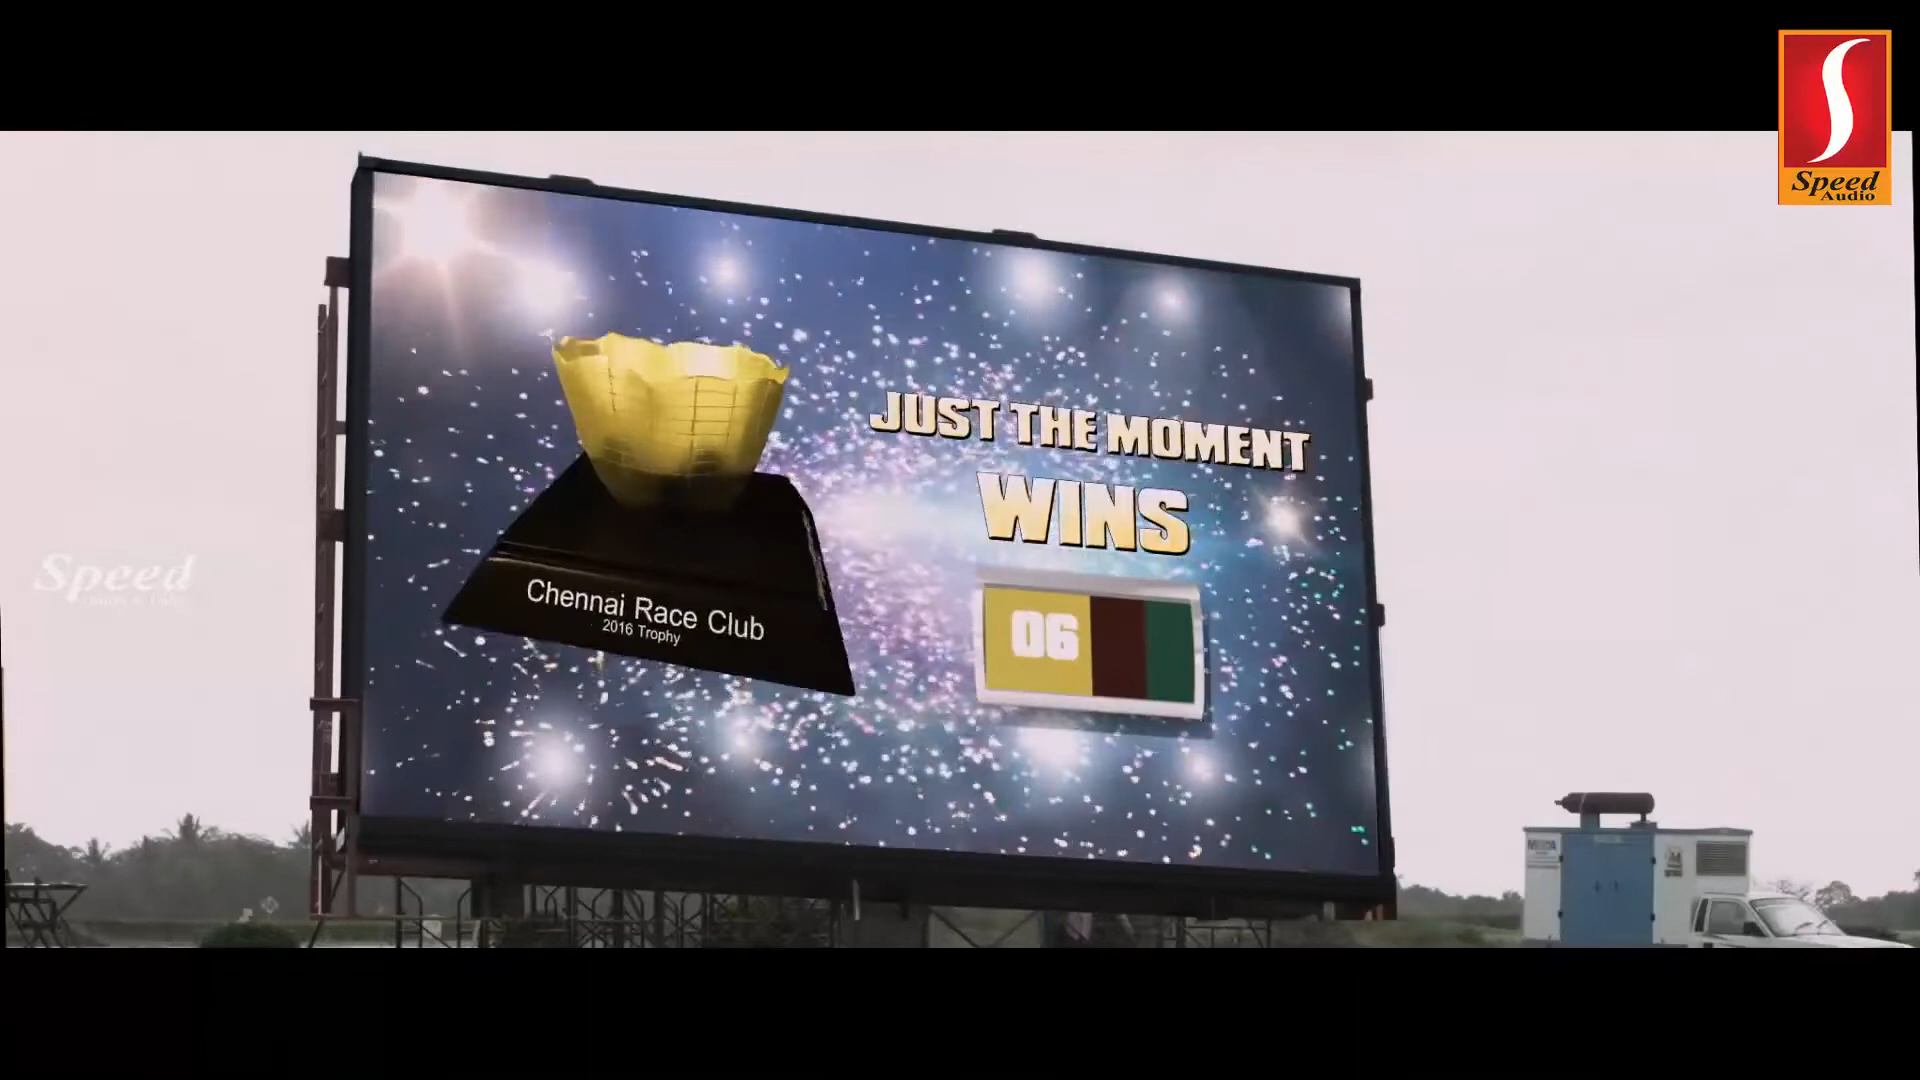 Speed
Audio
JUST THE MOMENT
WINS
06
Chennai Race Club
2016 Trophy
Speed